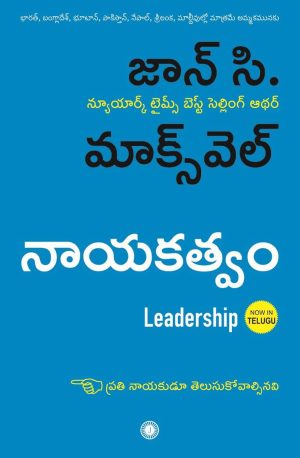 భారత్, బంగ్లాదేశ్, భూటాన్, పాకిస్తాన్, నేపాల్, శ్రీలంక, మాల్దీవుల్లో మాత్రమే అమ్మకమునకు
జాన్ సి.
న్యూయార్క్ టైమ్స్ బెస్ట్ సెల్లింగ్ ఆథర్
మాక్స్‌వెల్
నాయకత్వం
Leadership
NOW IN
TELUGU
ప్రతి నాయకుడూ తెలుసుకోవాల్సినవి